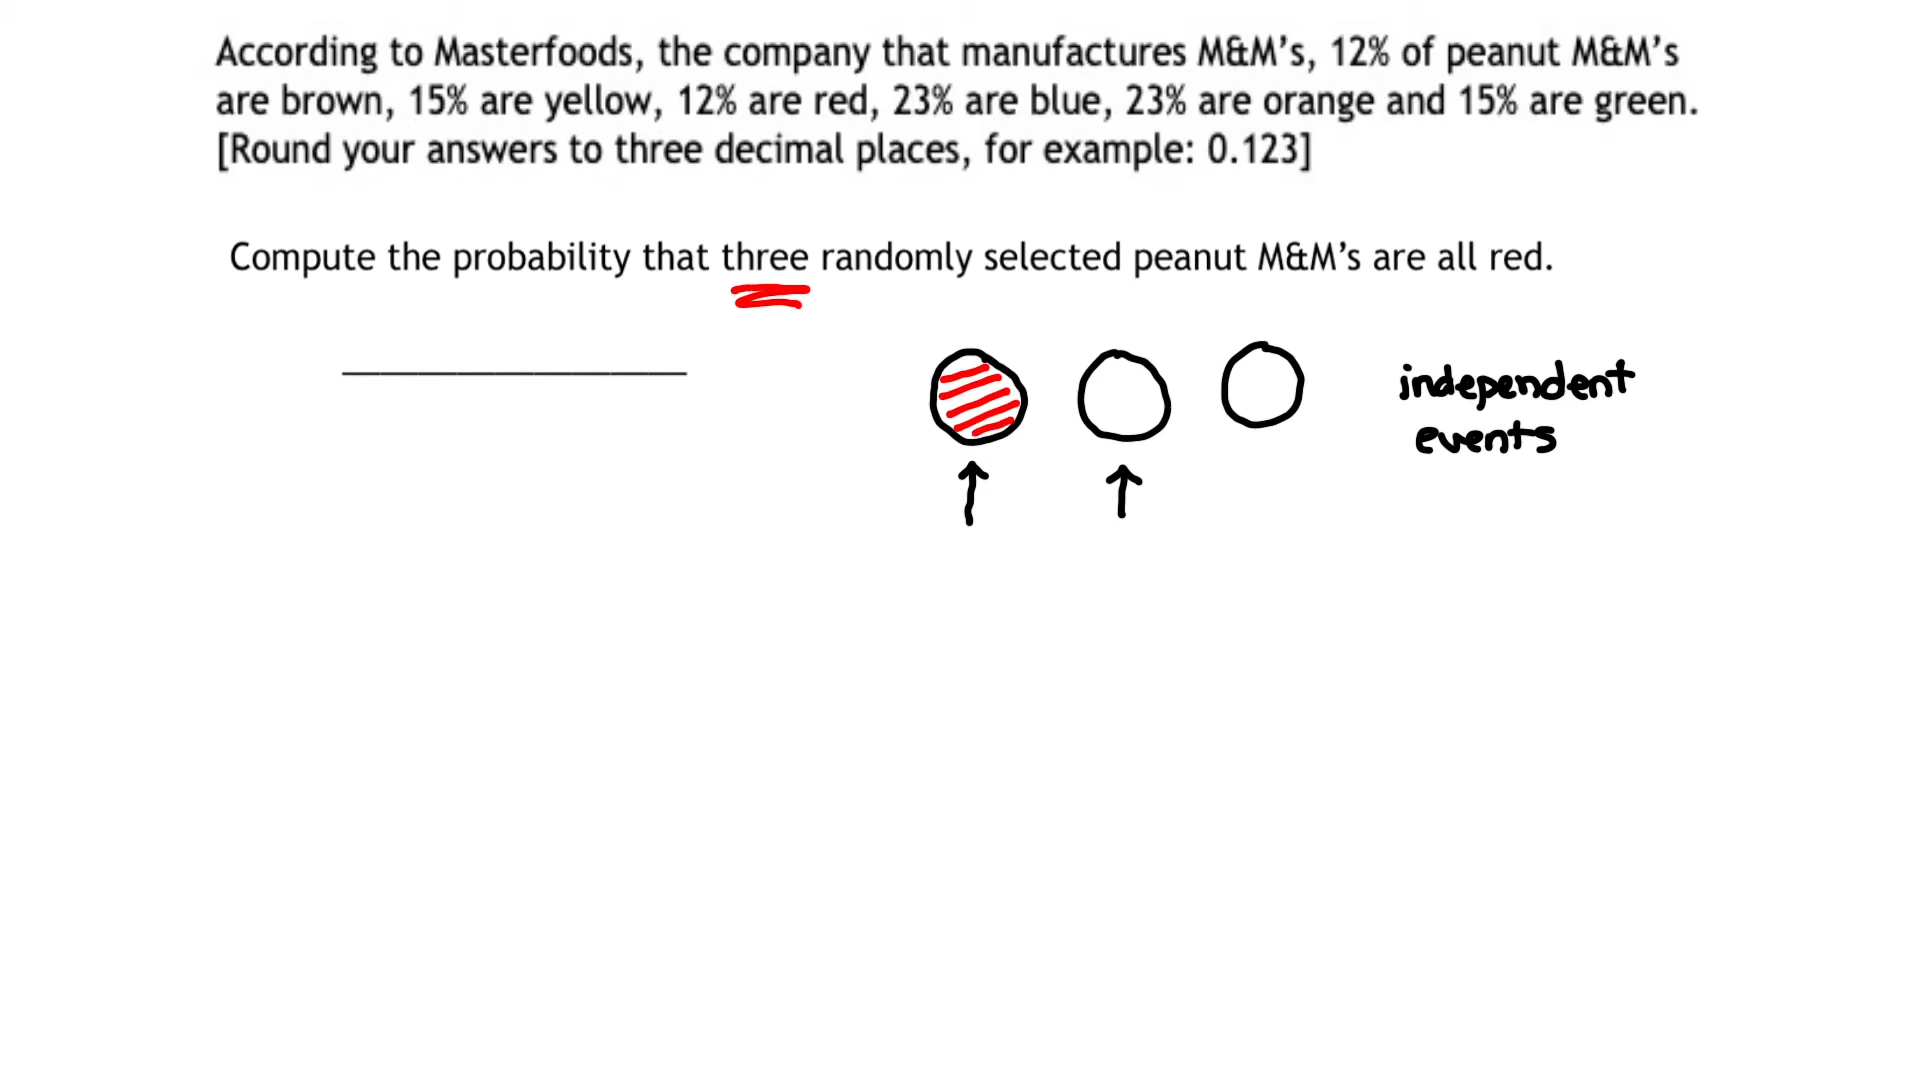 According to Masterfoods, the company that manufactures M&M's, 12% of peanut M&M's
are brown, 15% are yellow, 12% are red, 23% are blue, 23% are orange and 15% are green.
[Round your answers to three decimal places, for example: 0.123]
Compute the probability that three randomly selected peanut M&M's are all red.
independent
events